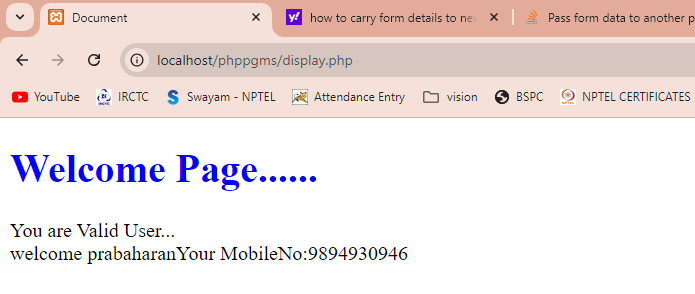 Document
how to carry form details to nex
Pass form data to another p
localhost/phppgms/display.php
YouTube
IRCTC
Swayam - NPTEL
Attendance Entry
vision
BSPC
NPTEL CERTIFICATES
Welcome Page......
You are Valid User...
welcome prabaharanYour MobileNo:9894930946